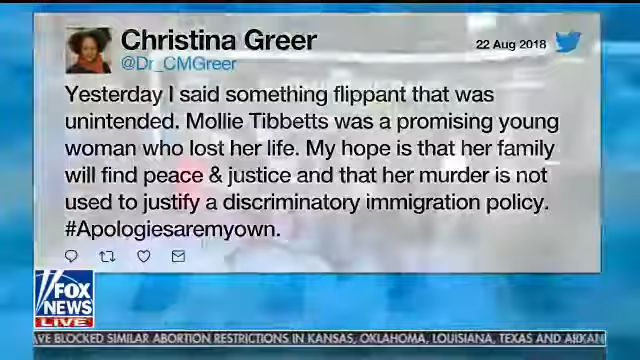 Christina Greer
22 Aug 2018
@Dr_CMGreer
Yesterday I said something flippant that was
unintended. Mollie Tibbetts was a promising young
woman who lost her life. My hope is that her family
will find peace & justice and that her murder is not
used to justify a discriminatory immigration policy.
#Apologiesaremyown.
FOX
NEWS
LIVE
AVE BLOCKED SIMILAR ABORTION RESTRICTIONS IN KANSAS, OKLAHOMA, LOUISIANA, TEXAS AND ARKAN